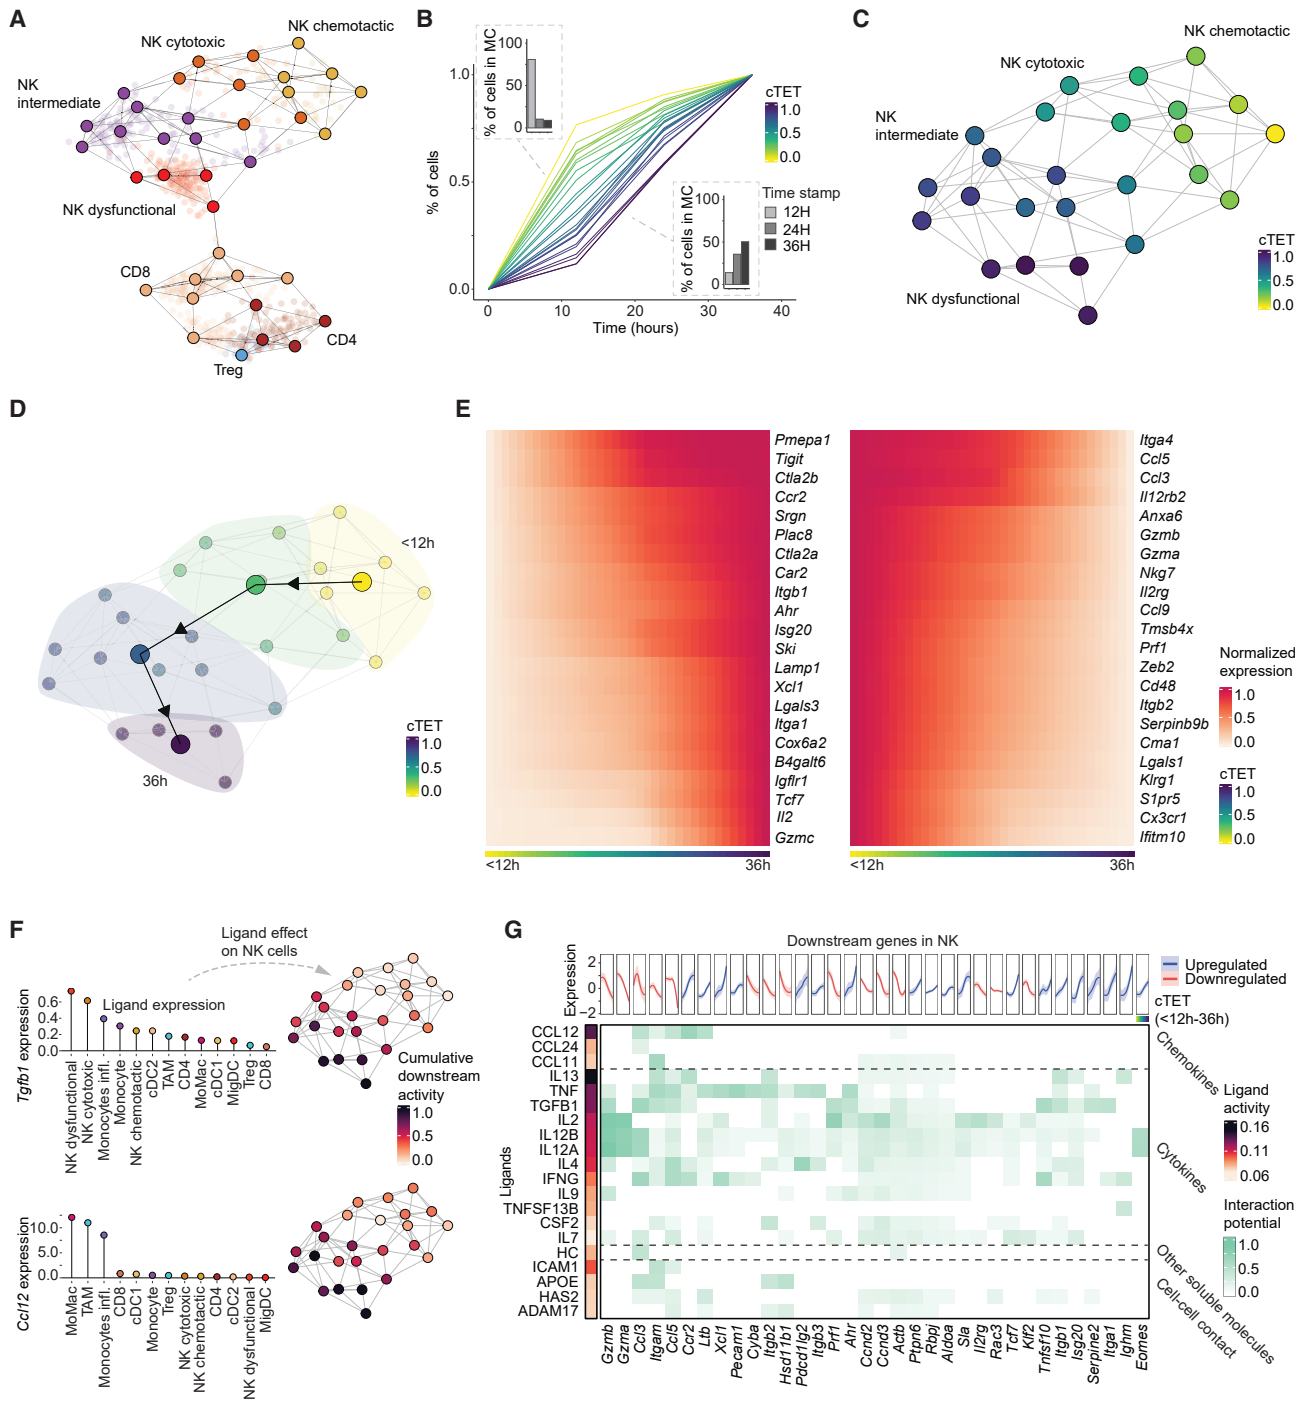 A
NK cytotoxic
NK chemotactic
NK
intermediate
NK dysfunctional
CD8
CD4
Treg
B
% of cells in MC
100
50
0
1.0
0.5
0.0
% of cells
0
10
20
30
40
Time (hours)
% of cells in MC
100
50
0
cTET
1.0
0.5
0.0
Time stamp
12H
24H
36H
C
NK chemotactic
NK cytotoxic
NK
intermediate
NK dysfunctional
cTET
1.0
0.5
0.0
D
<12h
36h
cTET
1.0
0.5
0.0
E
Pmepa1
Tigit
Ctla2b
Ccr2
Srgn
Plac8
Ctla2a
Car2
Itgb1
Ahr
Isg20
Ski
Lamp1
Xcl1
Lgals3
Itga1
Cox6a2
B4galt6
Igflr1
Tcf7
Il2
Gzmc
<12h
36h
Itga4
Ccl5
Ccl3
Il12rb2
Anxa6
Gzmb
Gzma
Nkg7
Il2rg
Ccl9
Tmsb4x
Prf1
Zeb2
Cd48
Itgb2
Serpinb9b
Cma1
Lgals1
Klrg1
S1pr5
Cx3cr1
Ifitm10
<12h
36h
Normalized
expression
1.0
0.5
0.0
cTET
1.0
0.5
0.0
F
Ligand effect
on NK cells
Ligand expression
Tgfb1 expression
0.6
0.4
0.2
0.0
NK dysfunctional
NK cytotoxic
Monocytes infl.
Monocyte
NK chemotactic
cDC2
TAM
CD4
MoMac
cDC1
MigDC
Treg
CD8
Cumulative
downstream
activity
1.0
0.5
0.0
Ccl12 expression
10.0
5.0
0.0
MoMac
TAM
Monocytes infl.
CD8
cDC1
Monocyte
Treg
NK cytotoxic
NK chemotactic
CD4
cDC2
NK dysfunctional
MigDC
G
Downstream genes in NK
Expression
2
0
−2
Upregulated
Downregulated
cTET
(<12h-36h)
Ligands
CCL12
CCL24
CCL11
IL13
TNF
TGFB1
IL2
IL12B
IL12A
IL4
IFNG
IL9
TNFSF13B
CSF2
IL7
HC
ICAM1
APOE
HAS2
ADAM17
Chemokines
Cytokines
Other soluble molecules
Cell-cell contact
Gzmb
Gzma
Ccl3
Itgam
Ccl5
Ccr2
Ltb
Xcl1
Pecam1
Cyba
Itgb2
Hsd11b1
Pdcd1lg2
Itgb3
Prf1
Ahr
Ccnd2
Ccnd3
Actb
Ptpn6
Rbpj
Aldoa
Sla
Il2rg
Rac3
Tcf7
Klf2
Tnfsf10
Itgb1
Isg20
Serpine2
Itga1
Ighm
Eomes
Ligand
activity
0.16
0.11
0.06
Interaction
potential
1.0
0.5
0.0